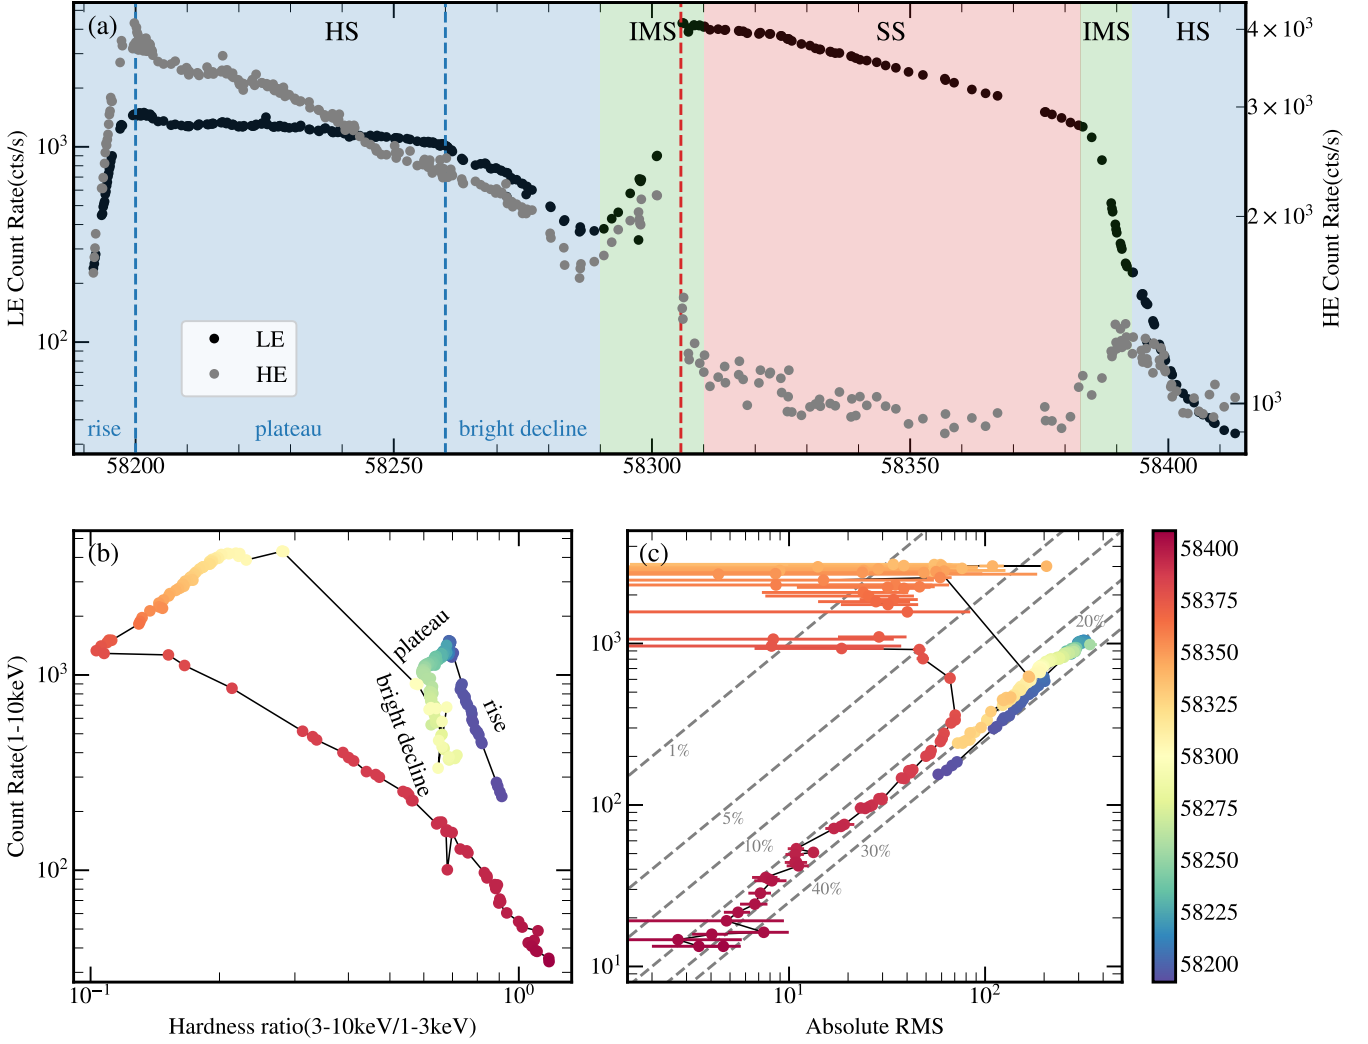 (a)
HS
IMS
SS
IMS
HS
LE Count Rate(cts/s)
10³
10²
4 × 10³
3 × 10³
2 × 10³
10³
HE Count Rate(cts/s)
LE
HE
rise
plateau
bright decline
58200
58250
58300
58350
58400
(b)
Count Rate(1-10keV)
10³
10²
plateau
bright decline
rise
10⁻¹
10⁰
Hardness ratio(3-10keV/1-3keV)
(c)
10³
10²
10¹
20%
1%
5%
10%
30%
40%
10¹
10²
Absolute RMS
58400
58375
58350
58325
58300
58275
58250
58225
58200